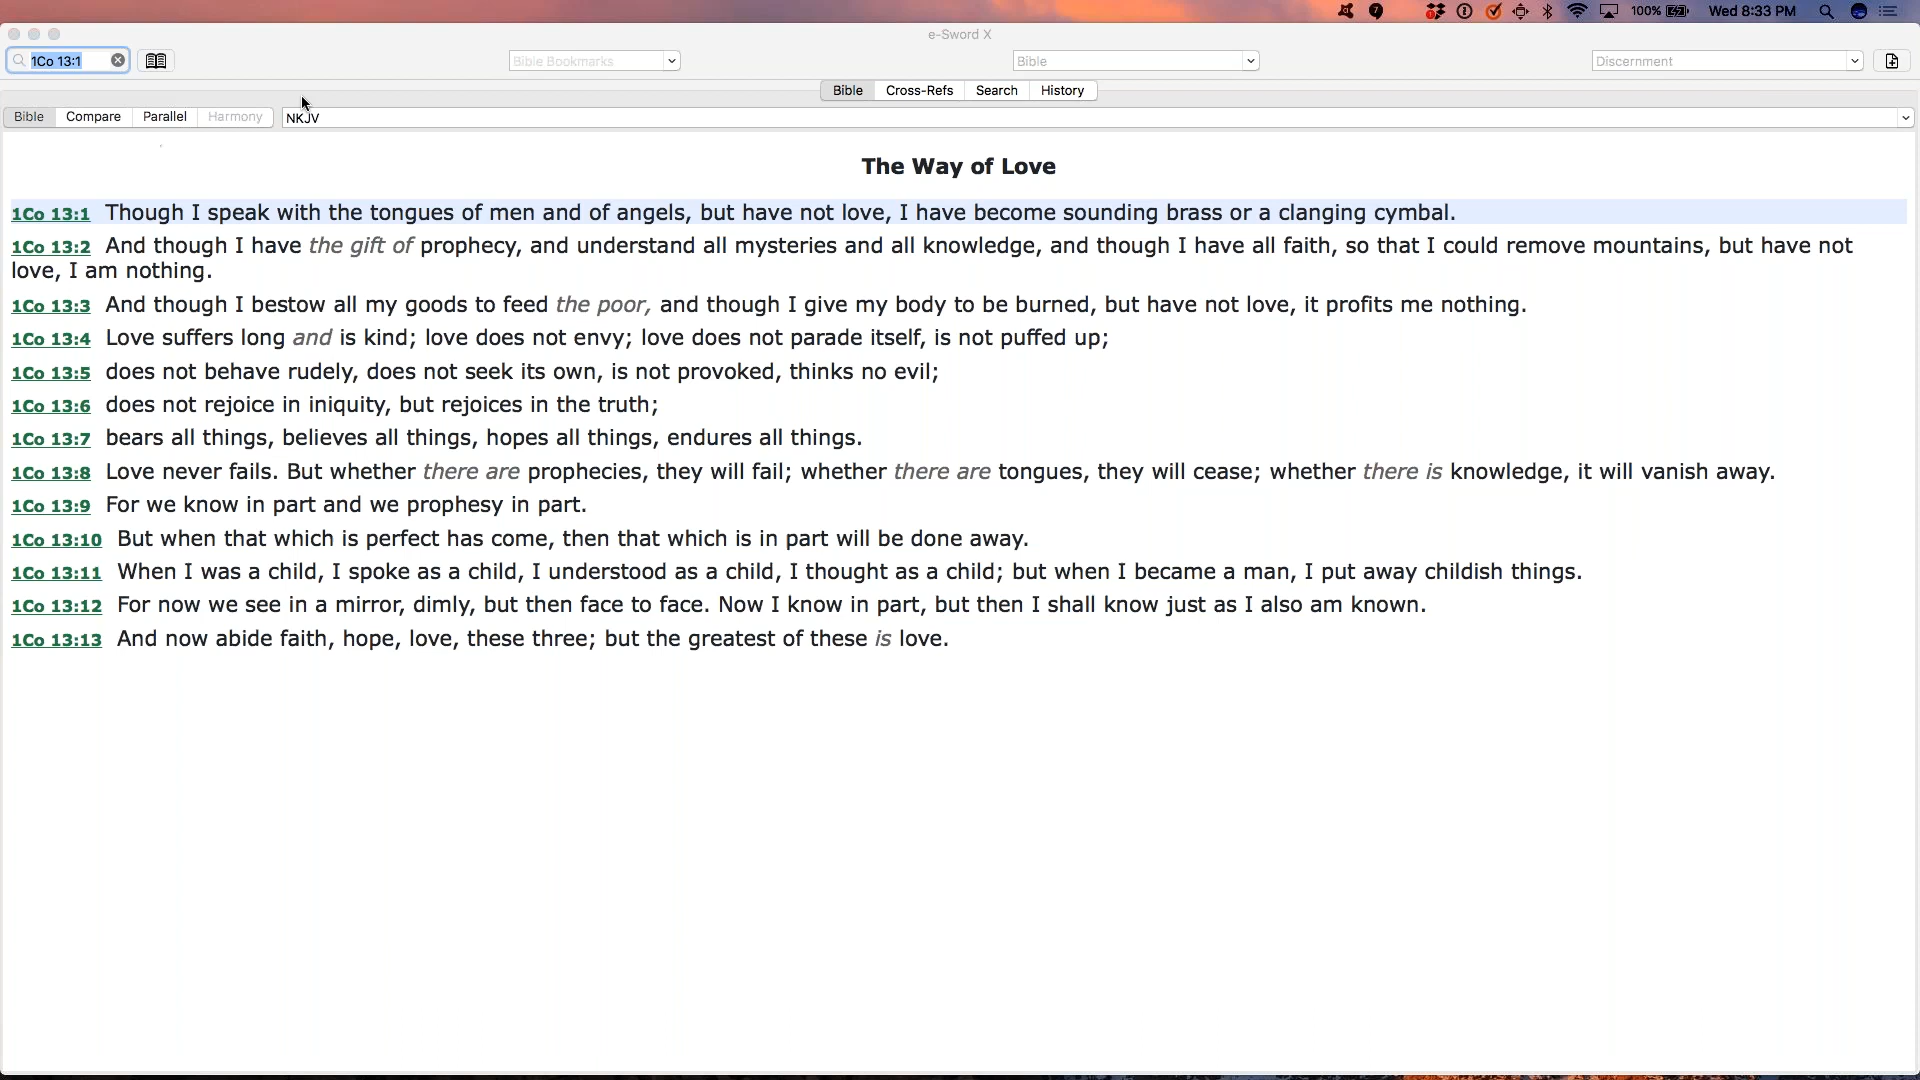 100% Wed 8:33 PM
e-Sword X
1Co 13:1 Bible Bookmarks Bible Discernment
Bible Cross-Refs Search History
Bible Compare Parallel Harmony NKJV
The Way of Love
1Co 13:1 Though I speak with the tongues of men and of angels, but have not love, I have become sounding brass or a clanging cymbal.
1Co 13:2 And though I have the gift of prophecy, and understand all mysteries and all knowledge, and though I have all faith, so that I could remove mountains, but have not
love, I am nothing.
1Co 13:3 And though I bestow all my goods to feed the poor, and though I give my body to be burned, but have not love, it profits me nothing.
1Co 13:4 Love suffers long and is kind; love does not envy; love does not parade itself, is not puffed up;
1Co 13:5 does not behave rudely, does not seek its own, is not provoked, thinks no evil;
1Co 13:6 does not rejoice in iniquity, but rejoices in the truth;
1Co 13:7 bears all things, believes all things, hopes all things, endures all things.
1Co 13:8 Love never fails. But whether there are prophecies, they will fail; whether there are tongues, they will cease; whether there is knowledge, it will vanish away.
1Co 13:9 For we know in part and we prophesy in part.
1Co 13:10 But when that which is perfect has come, then that which is in part will be done away.
1Co 13:11 When I was a child, I spoke as a child, I understood as a child, I thought as a child; but when I became a man, I put away childish things.
1Co 13:12 For now we see in a mirror, dimly, but then face to face. Now I know in part, but then I shall know just as I also am known.
1Co 13:13 And now abide faith, hope, love, these three; but the greatest of these is love.